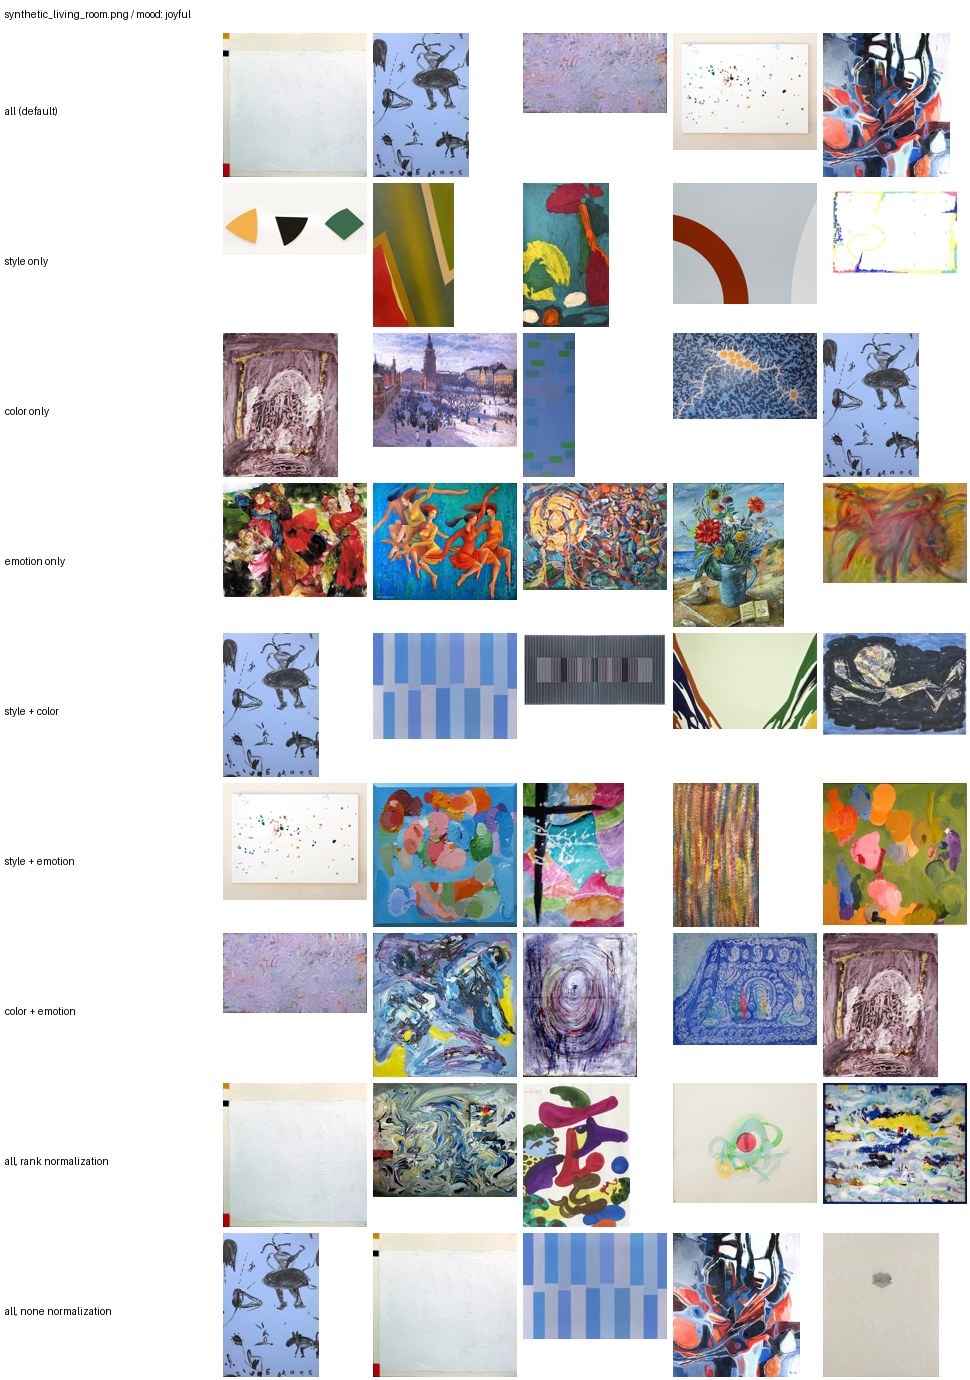 synthetic_living_room.png / mood: joyful
all (default)
style only
color only
emotion only
style + color
style + emotion
color + emotion
all, rank normalization
all, none normalization